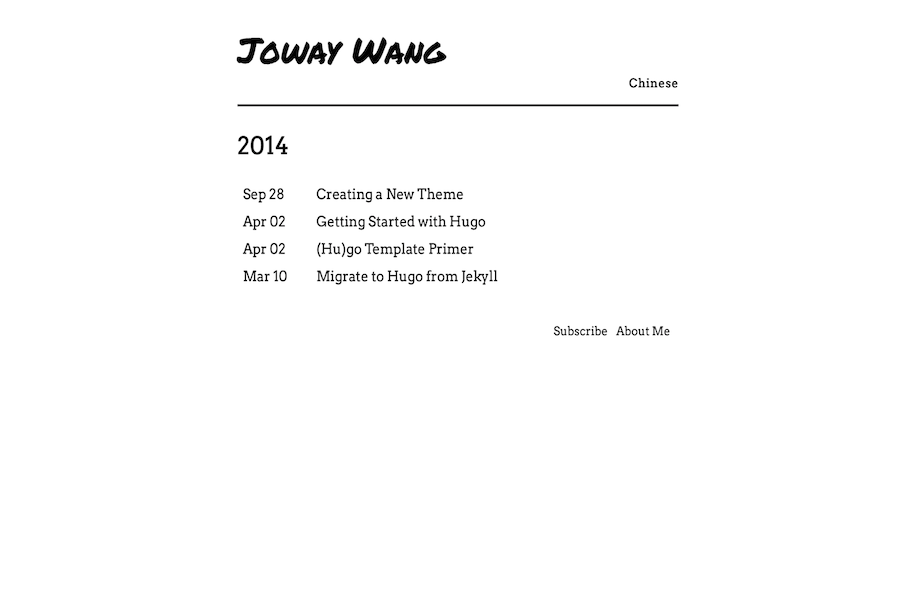 Joway Wang
Chinese
2014
Sep 28 Creating a New Theme
Apr 02 Getting Started with Hugo
Apr 02 (Hu)go Template Primer
Mar 10 Migrate to Hugo from Jekyll
Subscribe About Me